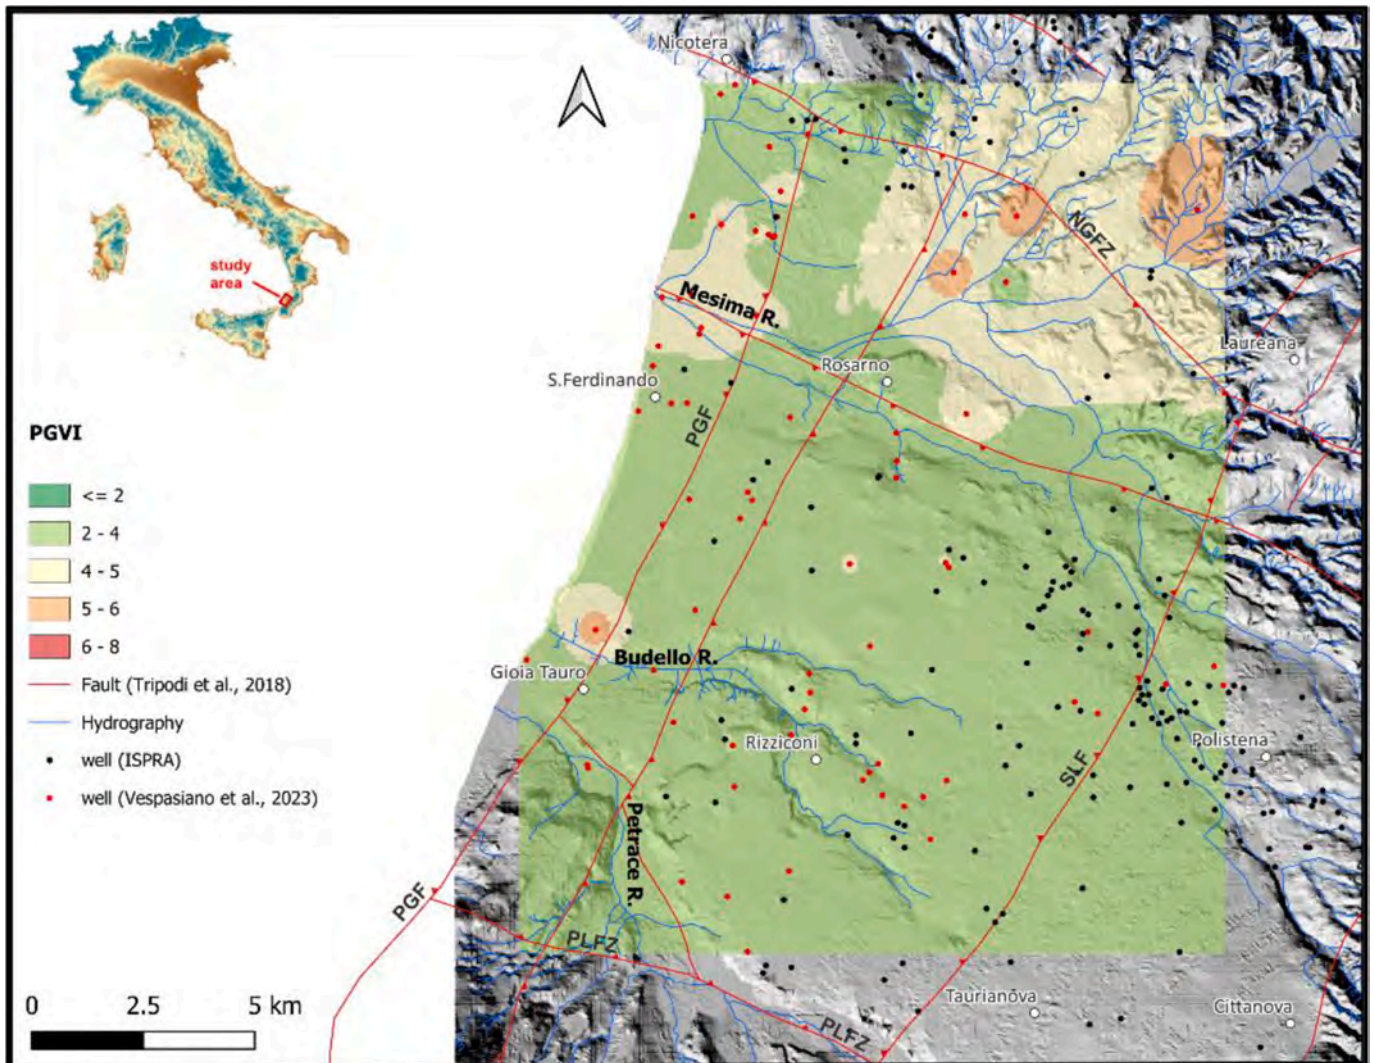 Nicotera
study
area
NGFZ
Mesima R.
Laureana
Rosarno
S.Ferdinando
PGF
PGVI
<= 2
2 - 4
4 - 5
5 - 6
6 - 8
Fault (Tripodi et al., 2018)
Hydrography
well (ISPRA)
well (Vespasiano et al., 2023)
Budello R.
Gioia Tauro
Rizziconi
Polistena
SLF
Petrace R.
PGF
PLFZ
Taurianova
Cittanova
PLFZ
0 2.5 5 km